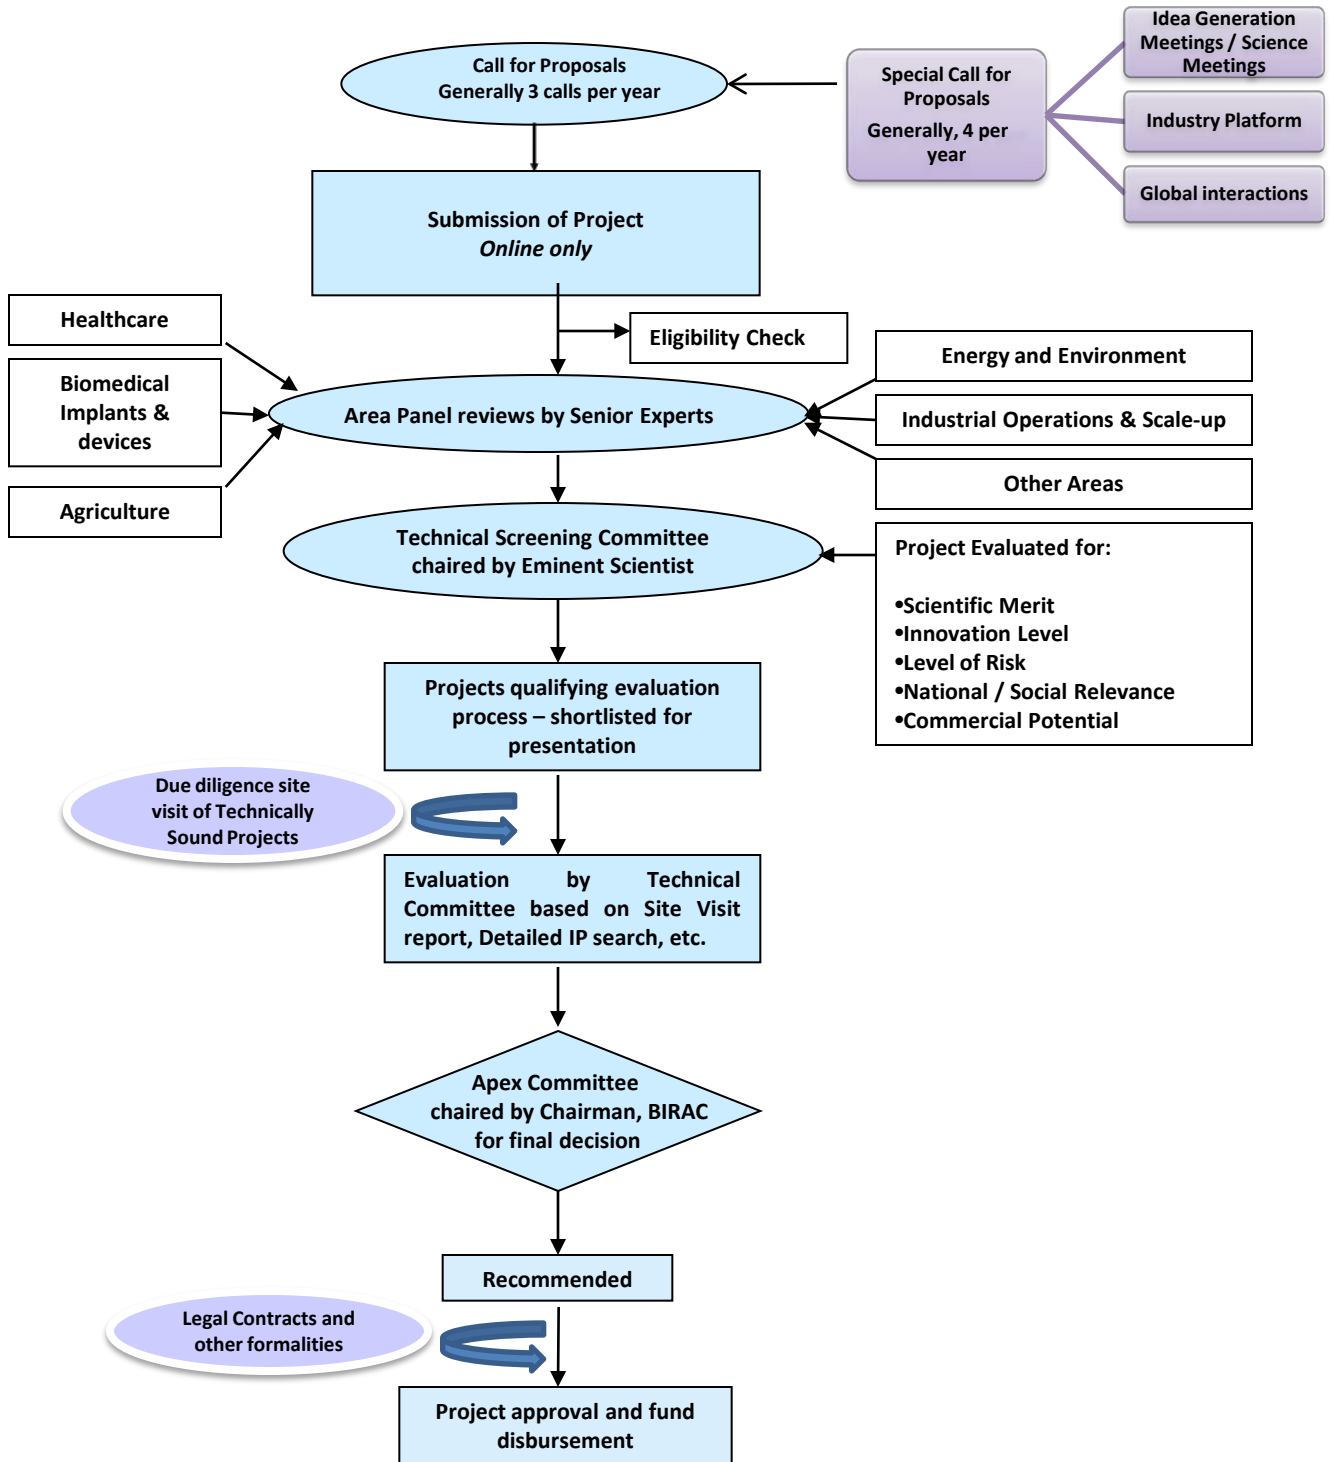 Call for Proposals
Generally 3 calls per year
Special Call for
Proposals
Generally, 4 per
year
Idea Generation
Meetings / Science
Meetings
Industry Platform
Global interactions
Submission of Project
Online only
Eligibility Check
Healthcare
Biomedical
Implants &
devices
Agriculture
Area Panel reviews by Senior Experts
Energy and Environment
Industrial Operations & Scale-up
Other Areas
Technical Screening Committee
chaired by Eminent Scientist
Project Evaluated for:
•Scientific Merit
•Innovation Level
•Level of Risk
•National / Social Relevance
•Commercial Potential
Projects qualifying evaluation
process – shortlisted for
presentation
Due diligence site
visit of Technically
Sound Projects
Evaluation by Technical
Committee based on Site Visit
report, Detailed IP search, etc.
Apex Committee
chaired by Chairman, BIRAC
for final decision
Recommended
Legal Contracts and
other formalities
Project approval and fund
disbursement